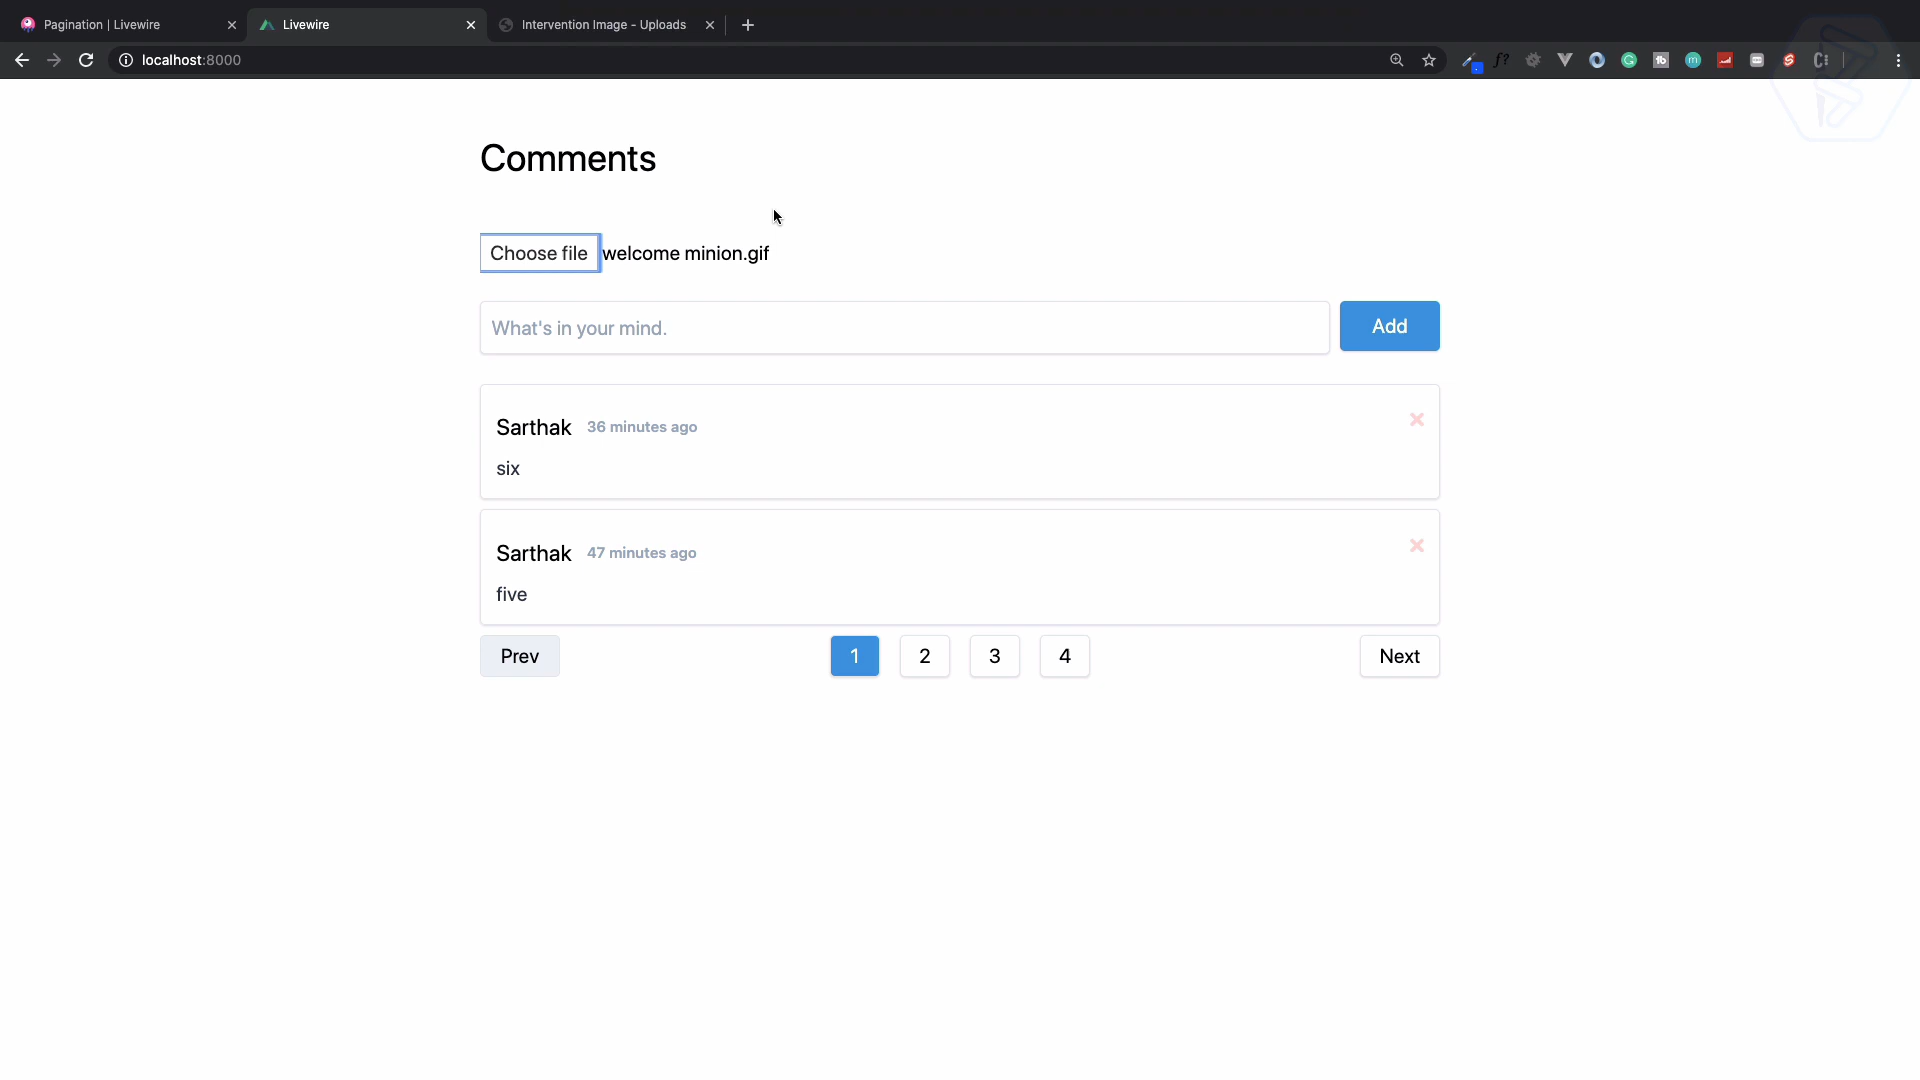 Pagination | Livewire
Livewire
Intervention Image - Uploads
localhost:8000
Comments
Choose file welcome minion.gif
What's in your mind.
Add
Sarthak 36 minutes ago
six
Sarthak 47 minutes ago
five
Prev 1 2 3 4 Next